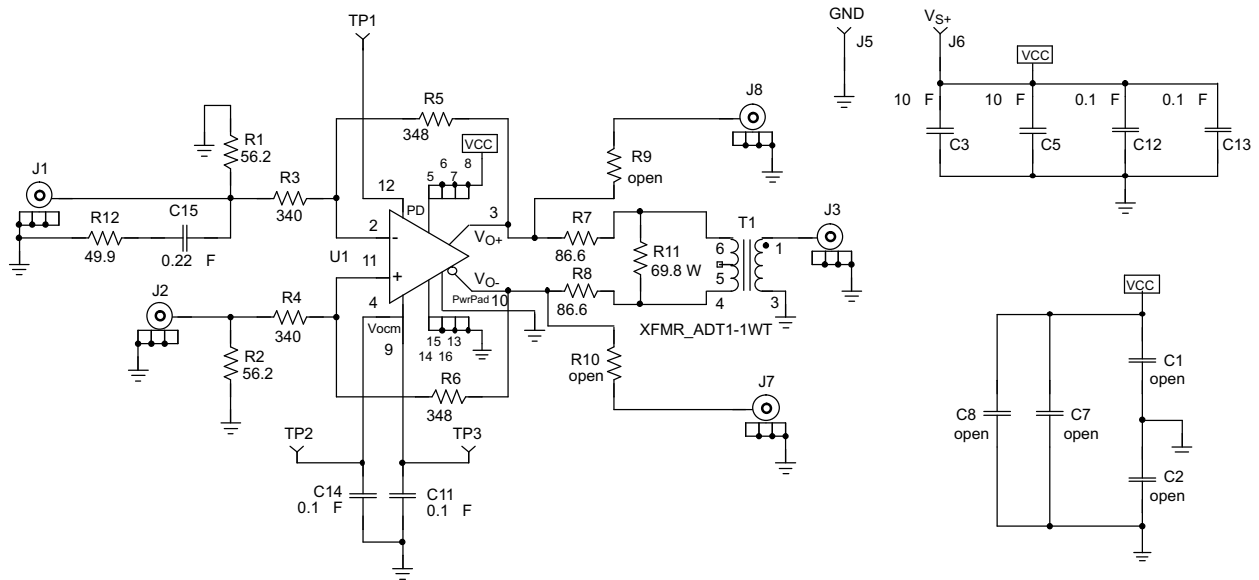 TP1
GND
J5
VS+
J6
VCC
10 F
C3
10 F
C5
0.1 F
C12
0.1 F
C13
J8
R5
348
VCC
6 8
5 7
R1
56.2
R9
open
J1
R3
340
12
PD
2
3
VO+
R7
86.6
R11
69.8 W
T1
6
5
4
1
3
J3
R12
49.9
C15
0.22 F
U1
-
11
+
VO-
R8
86.6
J2
R4
340
4
Vocm
9
PwrPad
10
15 13
14 16
XFMR_ADT1-1WT
R2
56.2
R6
348
R10
open
J7
TP2
TP3
C14
0.1 F
C11
0.1 F
VCC
C1
open
C8
open
C7
open
C2
open